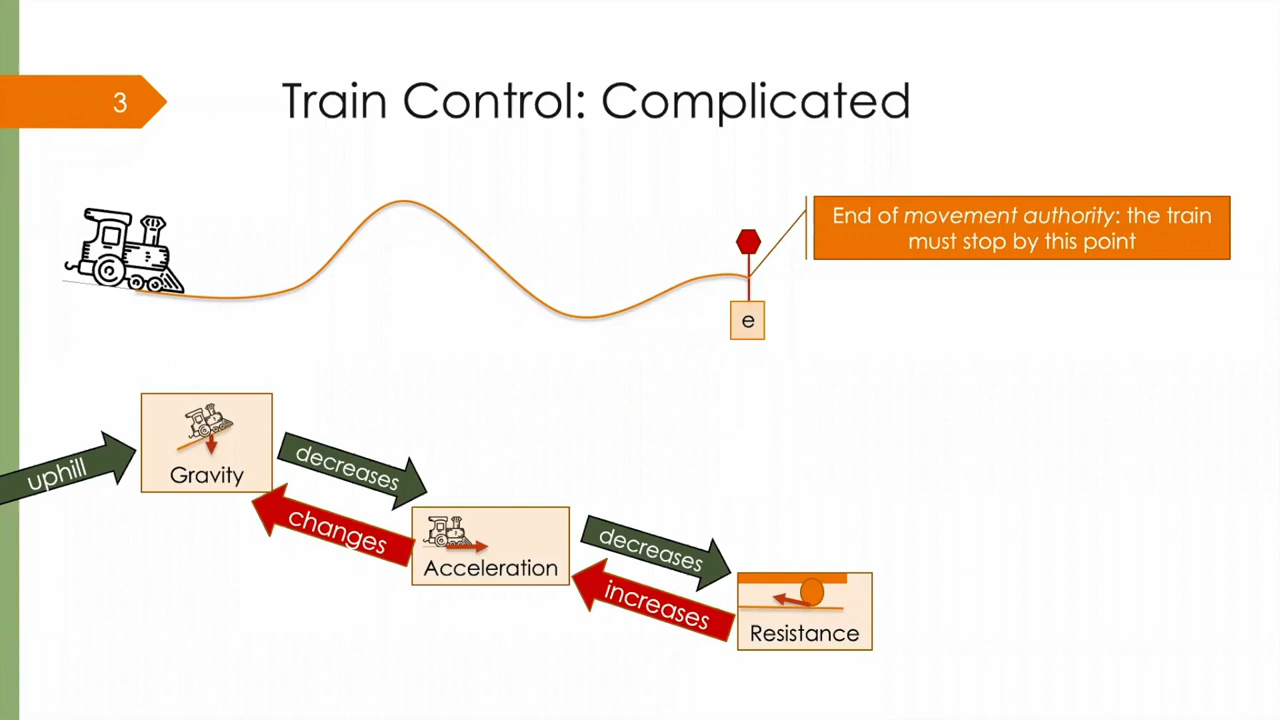 3
Train Control: Complicated
End of movement authority: the train
must stop by this point
e
uphill
Gravity
decreases
changes
Acceleration
decreases
increases
Resistance